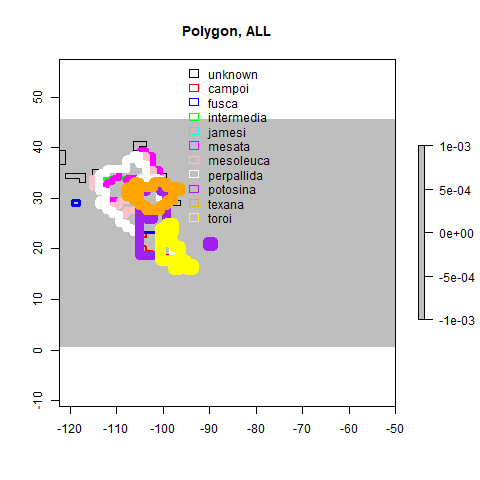 Polygon, ALL
unknown
campoi
fusca
intermedia
jamesi
mesata
mesoleuca
perpallida
potosina
texana
toroi
50
40
30
20
10
0
-10
-120
-110
-100
-90
-80
-70
-60
-50
1e-03
5e-04
0e+00
-5e-04
-1e-03